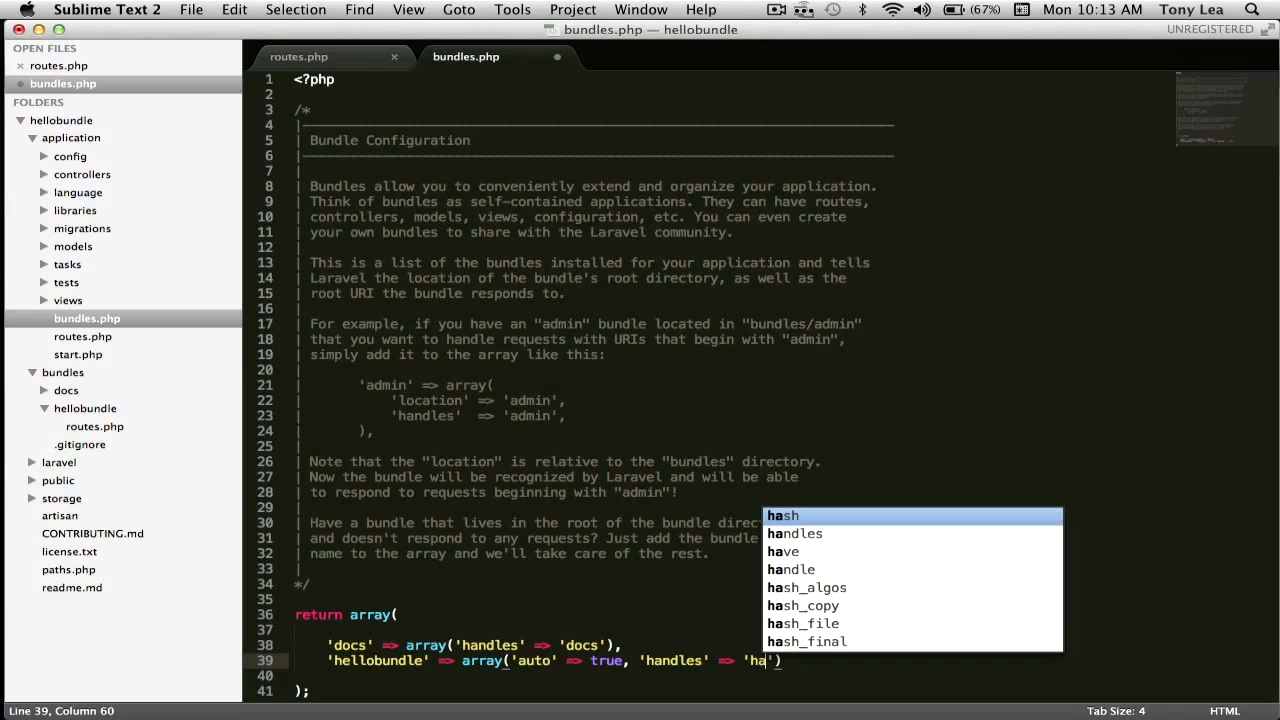 Sublime Text 2 File Edit Selection Find View Goto Tools Project Window Help (67%) Mon 10:13 AM Tony Lea
bundles.php — hellobundle
UNREGISTERED
OPEN FILES
routes.php
bundles.php
FOLDERS
hellobundle
application
config
controllers
language
libraries
migrations
models
tasks
tests
views
bundles.php
routes.php
start.php
bundles
docs
hellobundle
routes.php
.gitignore
laravel
public
storage
artisan
CONTRIBUTING.md
license.txt
paths.php
readme.md
routes.php × bundles.php
1 <?php
2
3 /*
4 |--------------------------------------------------------------------------
5 | Bundle Configuration
6 |--------------------------------------------------------------------------
7 |
8 | Bundles allow you to conveniently extend and organize your application.
9 | Think of bundles as self-contained applications. They can have routes,
10 | controllers, models, views, configuration, etc. You can even create
11 | your own bundles to share with the Laravel community.
12 |
13 | This is a list of the bundles installed for your application and tells
14 | Laravel the location of the bundle's root directory, as well as the
15 | root URI the bundle responds to.
16 |
17 | For example, if you have an "admin" bundle located in "bundles/admin"
18 | that you want to handle requests with URIs that begin with "admin",
19 | simply add it to the array like this:
20 |
21 | 'admin' => array(
22 | 'location' => 'admin',
23 | 'handles' => 'admin',
24 | ),
25 |
26 | Note that the "location" is relative to the "bundles" directory.
27 | Now the bundle will be recognized by Laravel and will be able
28 | to respond to requests beginning with "admin"!
29 |
30 | Have a bundle that lives in the root of the bundle direc
31 | and doesn't respond to any requests? Just add the bundle
32 | name to the array and we'll take care of the rest.
33 |
34 */
35
36 return array(
37
38 'docs' => array('handles' => 'docs'),
39 'hellobundle' => array('auto' => true, 'handles' => 'ha')
40
41 );
hash
handles
have
handle
hash_algos
hash_copy
hash_file
hash_final
Line 39, Column 60 Tab Size: 4 HTML